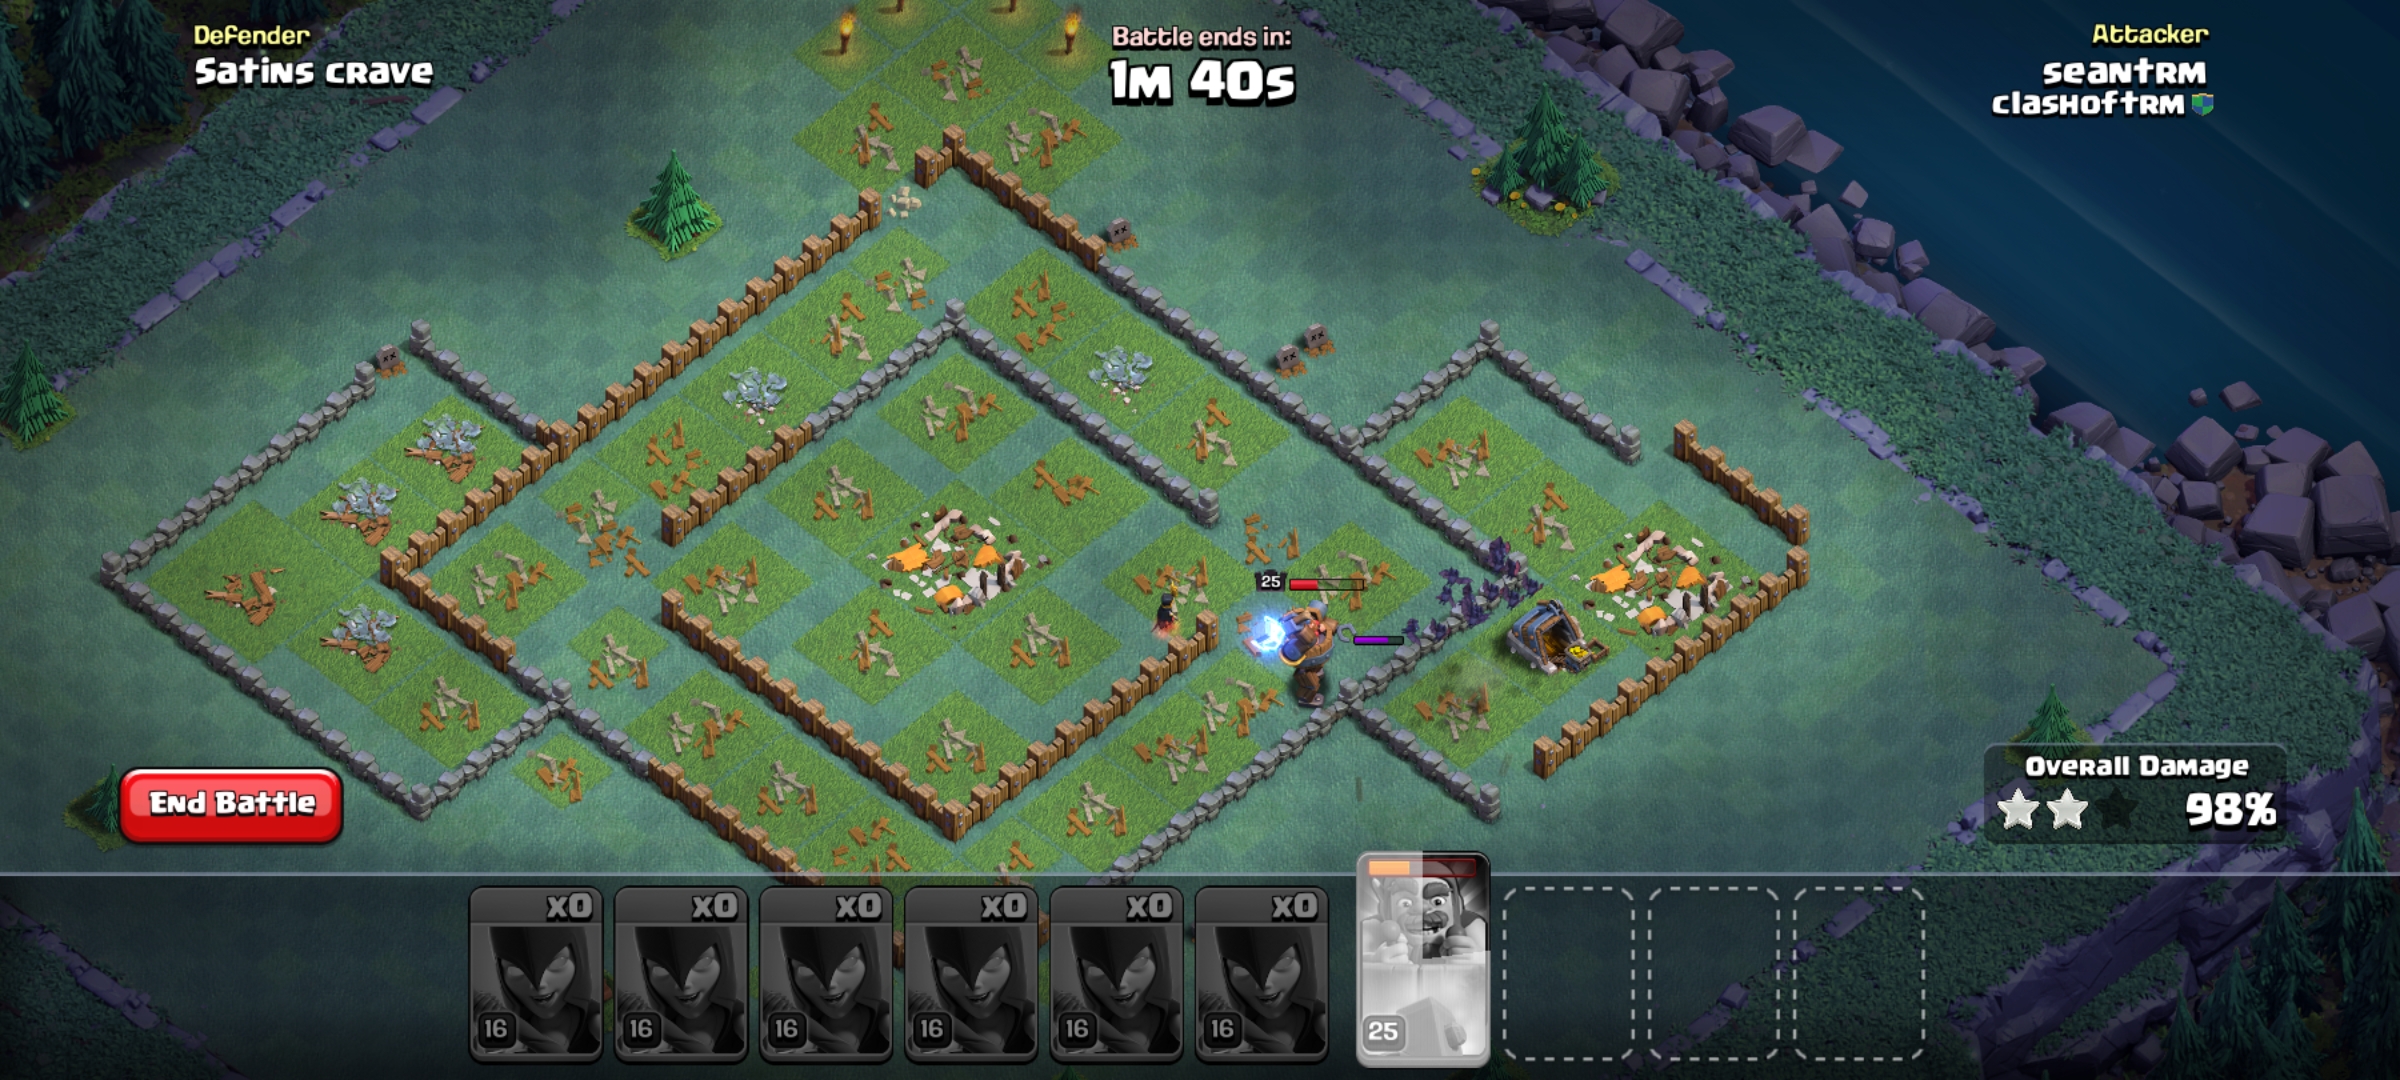 Defender
Satins crave
Battle ends in:
1M 40s
Attacker
seantrm
clashoftrm
25
End Battle
Overall Damage
98%
x0
x0
x0
x0
x0
x0
16
16
16
16
16
16
25